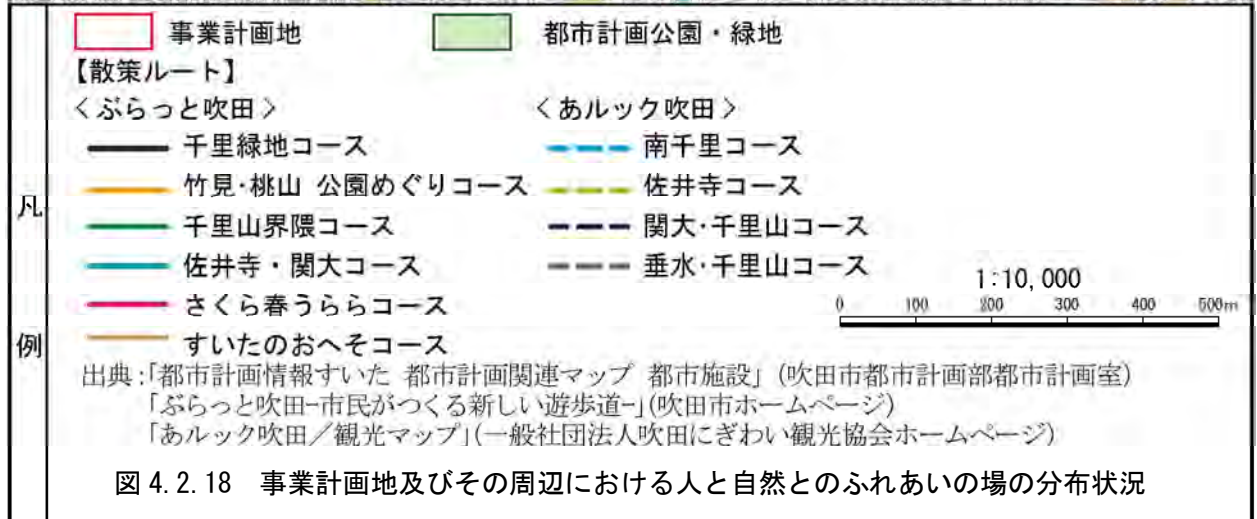 事業計画地 都市計画公園・緑地
【散策ルート】
<ぶらっと吹田> <あルック吹田>
千里緑地コース 南千里コース
竹見・桃山 公園めぐりコース 佐井寺コース
千里山界隈コース 関大・千里山コース
佐井寺・関大コース 垂水・千里山コース
さくら春うららコース
すいたのおへそコース
凡例
1:10,000
0 100 200 300 400 500m
出典:「都市計画情報すいた 都市計画関連マップ 都市施設」(吹田市都市計画部都市計画室)
「ぶらっと吹田-市民がつくる新しい遊歩道-」(吹田市ホームページ)
「あルック吹田/観光マップ」(一般社団法人吹田にぎわい観光協会ホームページ)
図 4.2.18 事業計画地及びその周辺における人と自然とのふれあいの場の分布状況